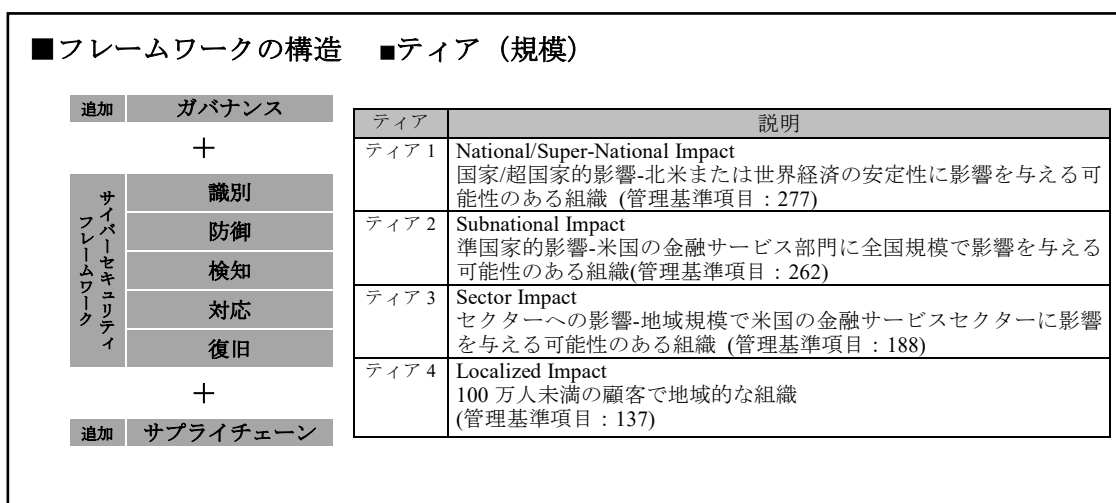 ■フレームワークの構造 ■ティア（規模）
追加 ガバナンス
＋
サイバーセキュリティ
フレームワーク
識別
防御
検知
対応
復旧
＋
追加 サプライチェーン
ティア 説明
ティア 1 National/Super-National Impact
国家/超国家的影響-北米または世界経済の安定性に影響を与える可
能性のある組織 (管理基準項目：277)
ティア 2 Subnational Impact
準国家的影響-米国の金融サービス部門に全国規模で影響を与える
可能性のある組織(管理基準項目：262)
ティア 3 Sector Impact
セクターへの影響-地域規模で米国の金融サービスセクターに影響
を与える可能性のある組織 (管理基準項目：188)
ティア 4 Localized Impact
100 万人未満の顧客で地域的な組織
(管理基準項目：137)